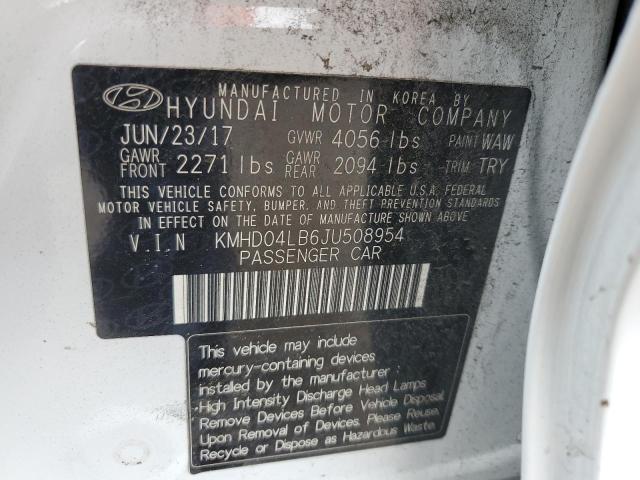 MANUFACTURED IN KOREA BY
HYUNDAI MOTOR COMPANY
JUN/23/17 GVWR 4056 lbs PAINT WAW
GAWR FRONT 2271 lbs GAWR REAR 2094 lbs TRIM TRY
THIS VEHICLE CONFORMS TO ALL APPLICABLE U.S.A. FEDERAL
MOTOR VEHICLE SAFETY, BUMPER, AND THEFT PREVENTION STANDARDS
IN EFFECT ON THE DATE OF MANUFACTURE SHOWN ABOVE.
V.I.N KMHD04LB6JU508954
PASSENGER CAR
This vehicle may include
mercury-containing devices
installed by the manufacturer :
-High Intensity Discharge Head Lamps
Remove Devices Before Vehicle Disposal.
Upon Removal of Devices. Please Reuse,
Recycle or Dispose as Hazardous Waste.